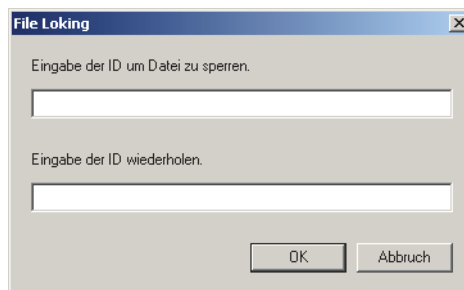 File Loking
Eingabe der ID um Datei zu sperren.
Eingabe der ID wiederholen.
OK
Abbruch